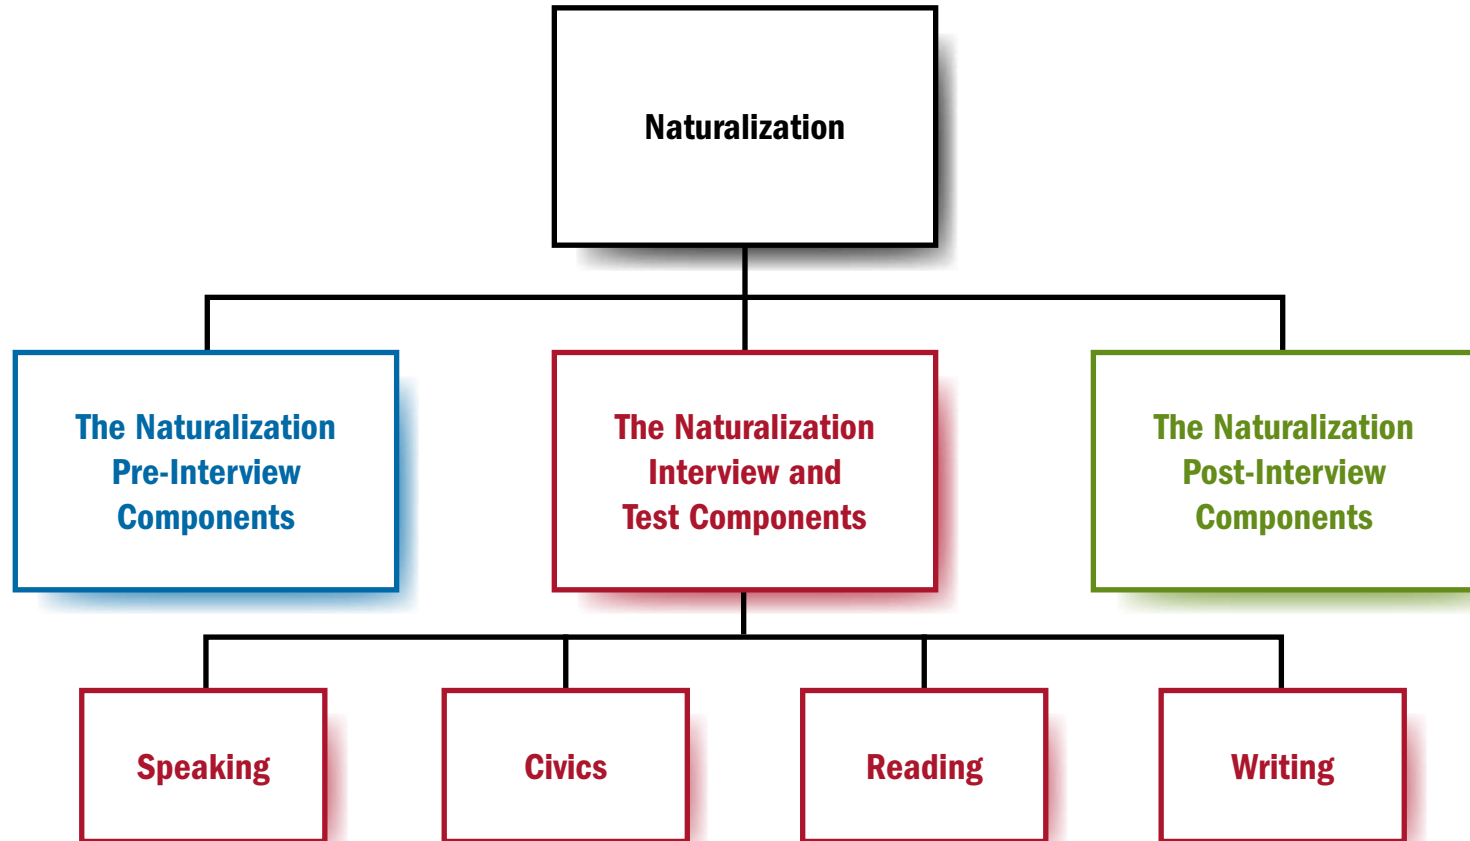 Naturalization
The Naturalization
Pre-Interview
Components
The Naturalization
Interview and
Test Components
The Naturalization
Post-Interview
Components
Speaking
Civics
Reading
Writing